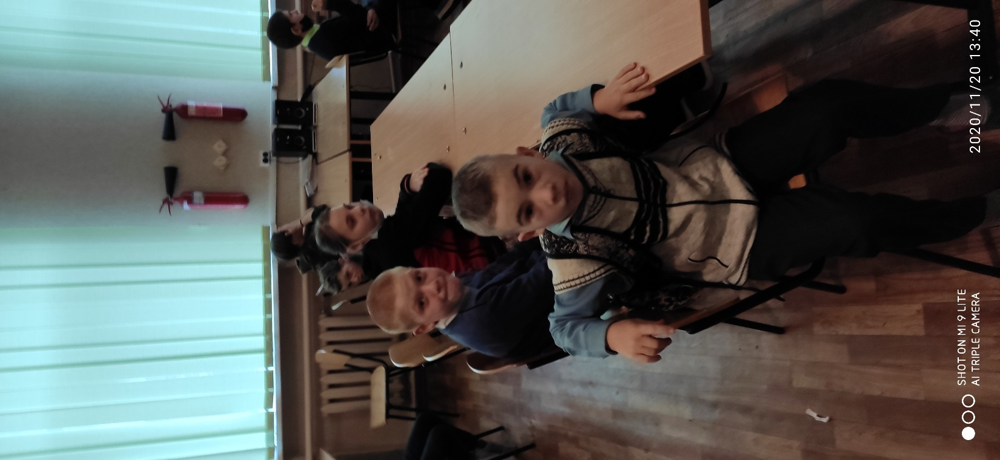 SHOT ON MI 9 LITE
AI TRIPLE CAMERA
2020/11/20 13:40